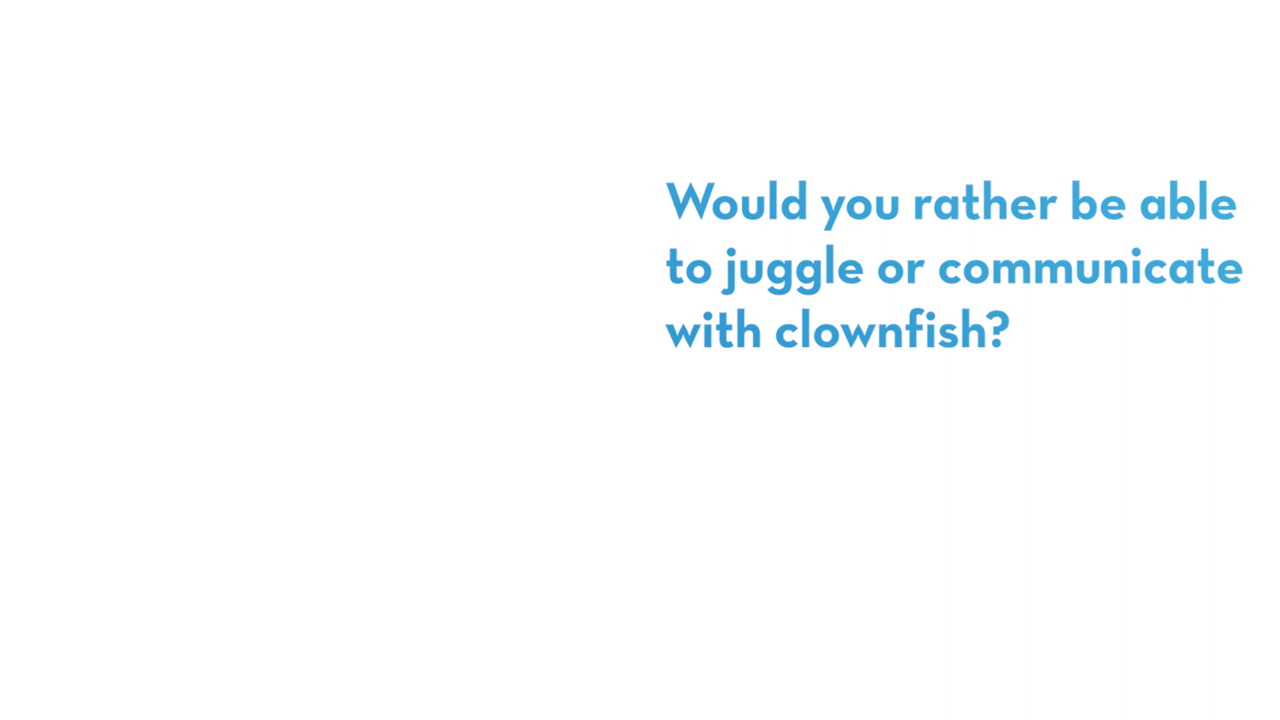 Would you rather be able
to juggle or communicate
with clownfish?